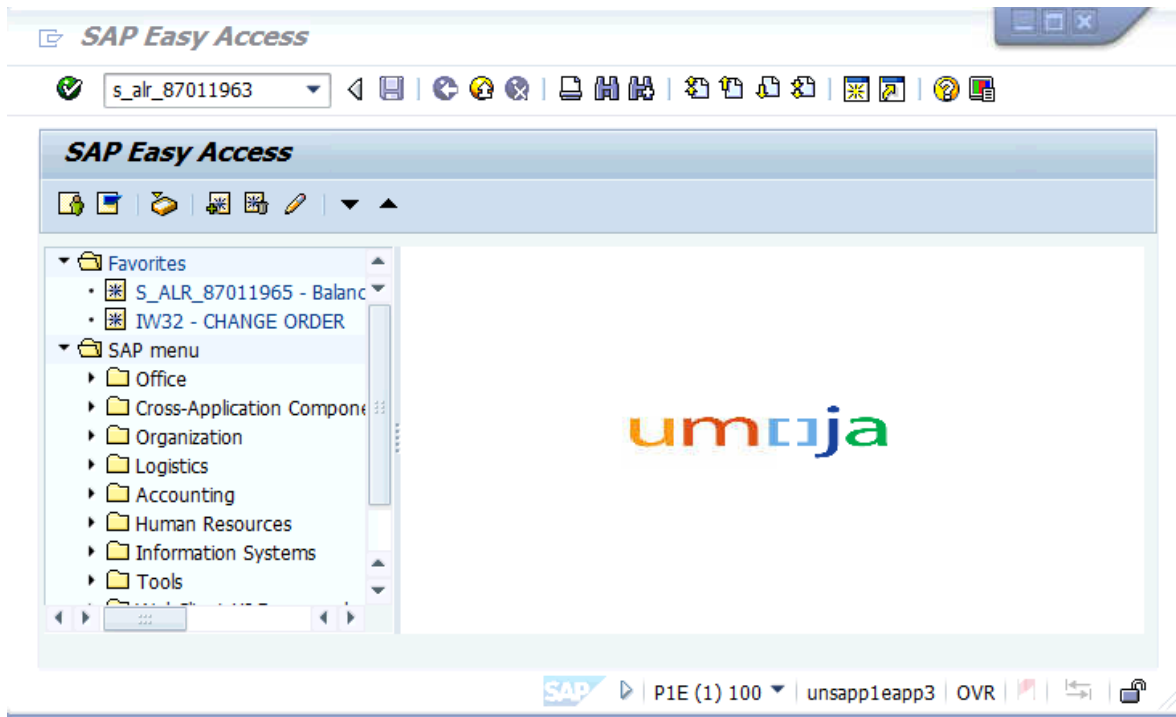 SAP Easy Access
s_alr_87011963
SAP Easy Access
Favorites
S_ALR_87011965 - Balanc
IW32 - CHANGE ORDER
SAP menu
Office
Cross-Application Compone
Organization
Logistics
Accounting
Human Resources
Information Systems
Tools
umoja
SAP P1E (1) 100 unsapp1eapp3 OVR